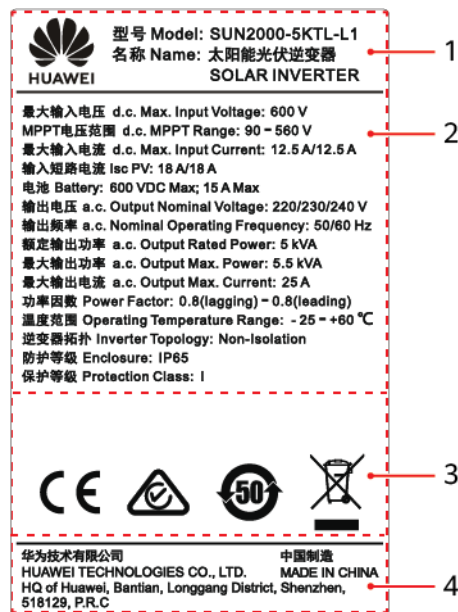 型号 Model: SUN2000-5KTL-L1
名称 Name: 太阳能光伏逆变器
SOLAR INVERTER
HUAWEI
1
最大输入电压 d.c. Max. Input Voltage: 600 V
MPPT电压范围 d.c. MPPT Range: 90 - 560 V
2
最大输入电流 d.c. Max. Input Current: 12.5 A/12.5 A
输入短路电流 Isc PV: 18 A/18 A
电池 Battery: 600 VDC Max; 15 A Max
输出电压 a.c. Output Nominal Voltage: 220/230/240 V
输出频率 a.c. Nominal Operating Frequency: 50/60 Hz
额定输出功率 a.c. Output Rated Power: 5 kVA
最大输出功率 a.c. Output Max. Power: 5.5 kVA
最大输出电流 a.c. Output Max. Current: 25 A
功率因数 Power Factor: 0.8(lagging) - 0.8(leading)
温度范围 Operating Temperature Range: - 25 - +60 ℃
逆变器拓扑 Inverter Topology: Non-Isolation
防护等级 Enclosure: IP65
保护等级 Protection Class: I
CE
50
3
华为技术有限公司 中国制造
HUAWEI TECHNOLOGIES CO., LTD. MADE IN CHINA
HQ of Huawei, Bantian, Longgang District, Shenzhen,
518129, P.R.C
4